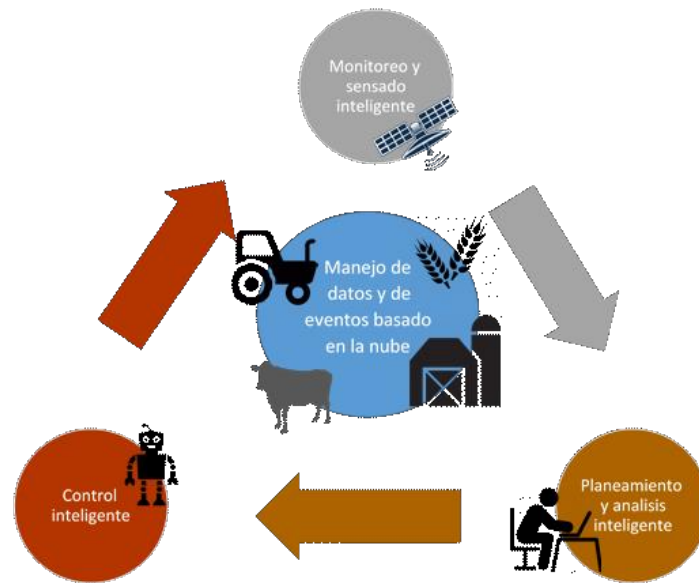 Monitoreo y
sensado
inteligente
Manejo de
datos y de
eventos basado
en la nube
Control
inteligente
Planeamiento
y analisis
inteligente